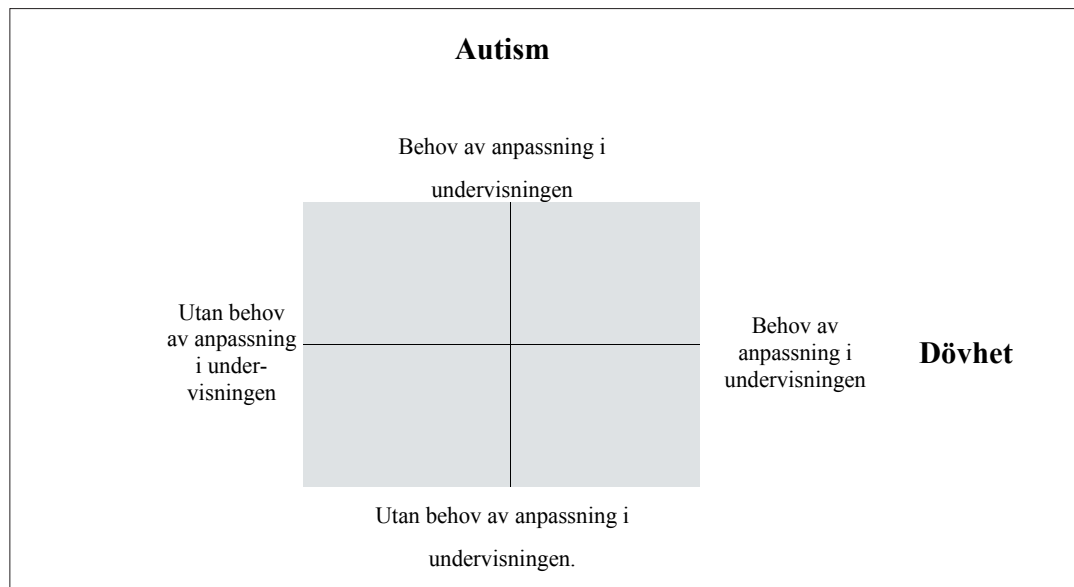 Autism
Behov av anpassning i
undervisningen
Utan behov
av anpassning
i under-
visningen
Behov av
anpassning i
undervisningen
Dövhet
Utan behov av anpassning i
undervisningen.